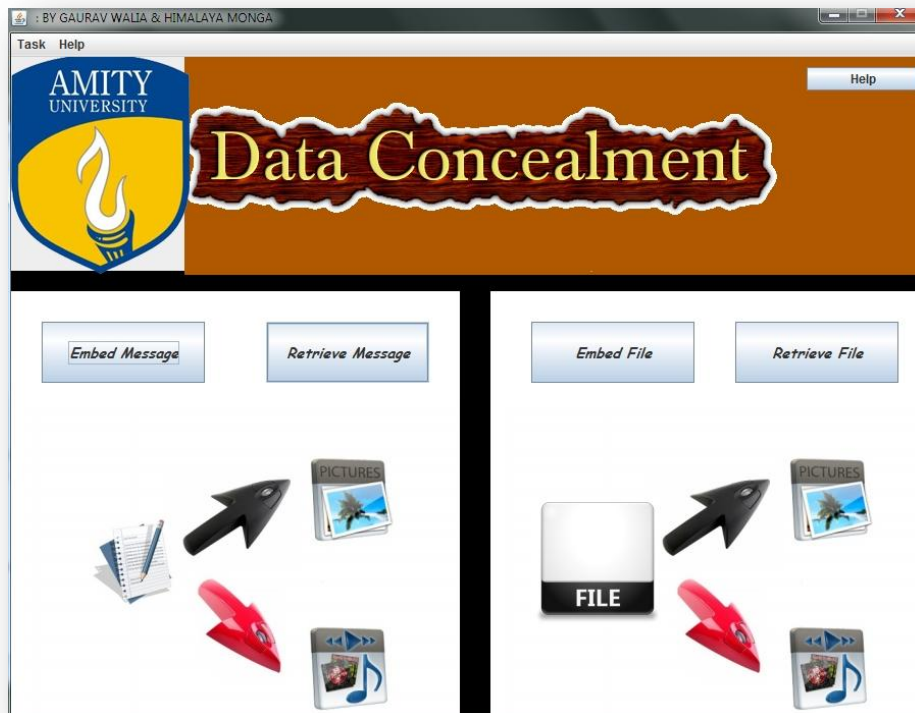 : BY GAURAV WALIA & HIMALAYA MONGA
Task Help
AMITY
UNIVERSITY
Help
Data Concealment
Embed Message
Retrieve Message
Embed File
Retrieve File
PICTURES
PICTURES
FILE